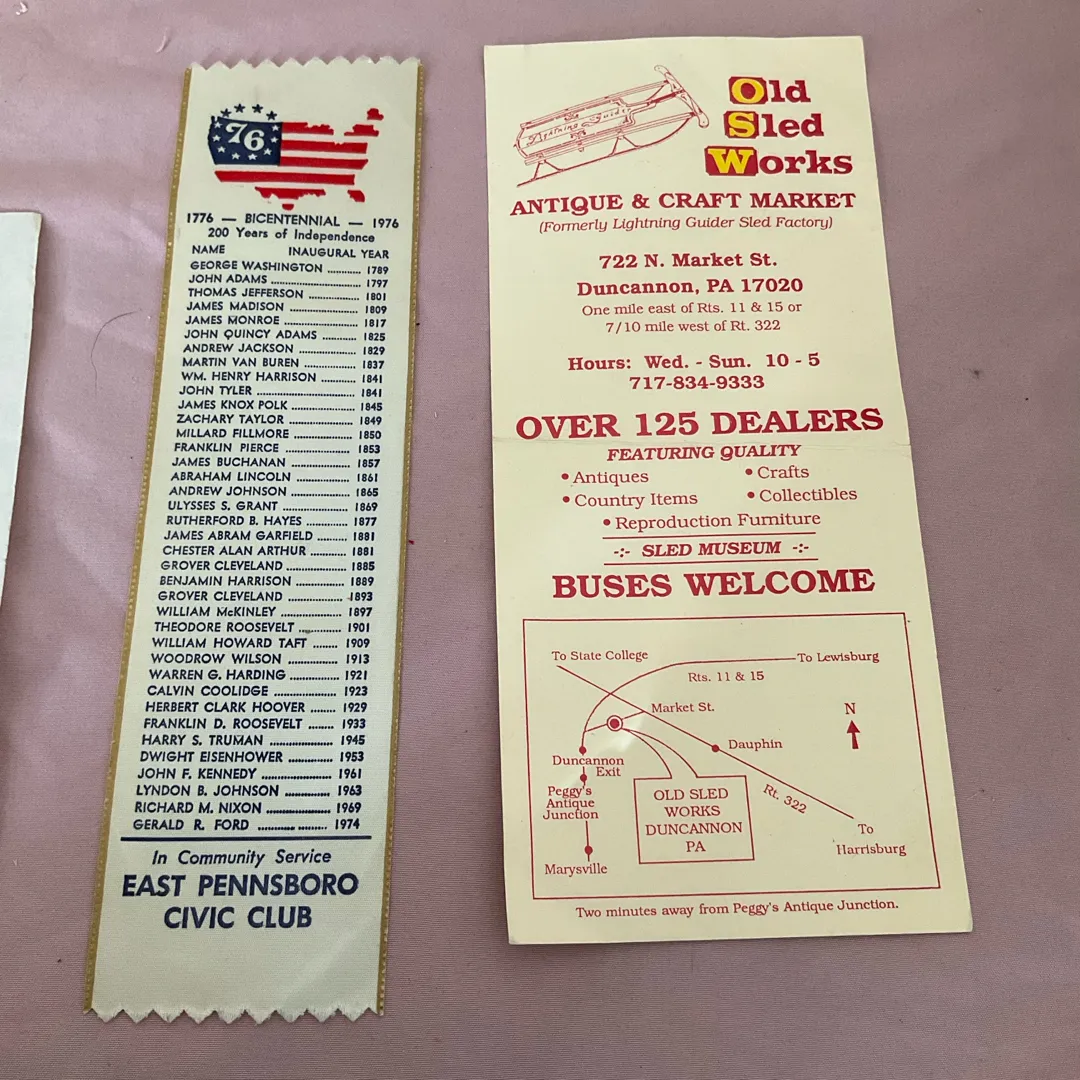 76
1776 — BICENTENNIAL — 1976
200 Years of Independence
NAME INAUGURAL YEAR
GEORGE WASHINGTON ........... 1789
JOHN ADAMS ........................... 1797
THOMAS JEFFERSON ................ 1801
JAMES MADISON ..................... 1809
JAMES MONROE ....................... 1817
JOHN QUINCY ADAMS ............. 1825
ANDREW JACKSON .................. 1829
MARTIN VAN BUREN ................ 1837
WM. HENRY HARRISON ........... 1841
JOHN TYLER ............................. 1841
JAMES KNOX POLK .................. 1845
ZACHARY TAYLOR .................... 1849
MILLARD FILLMORE .................. 1850
FRANKLIN PIERCE ..................... 1853
JAMES BUCHANAN .................. 1857
ABRAHAM LINCOLN ................ 1861
ANDREW JOHNSON ................. 1865
ULYSSES S. GRANT .................... 1869
RUTHERFORD B. HAYES ............ 1877
JAMES ABRAM GARFIELD ......... 1881
CHESTER ALAN ARTHUR .......... 1881
GROVER CLEVELAND ................ 1885
BENJAMIN HARRISON .............. 1889
GROVER CLEVELAND ................ 1893
WILLIAM McKINLEY .................. 1897
THEODORE ROOSEVELT ............. 1901
WILLIAM HOWARD TAFT ......... 1909
WOODROW WILSON ............... 1913
WARREN G. HARDING ............. 1921
CALVIN COOLIDGE .................. 1923
HERBERT CLARK HOOVER ....... 1929
FRANKLIN D. ROOSEVELT ......... 1933
HARRY S. TRUMAN ................. 1945
DWIGHT EISENHOWER ............. 1953
JOHN F. KENNEDY ................... 1961
LYNDON B. JOHNSON ............. 1963
RICHARD M. NIXON ................ 1969
GERALD R. FORD ..................... 1974
In Community Service
EAST PENNSBORO
CIVIC CLUB
Lightning Guider
Old
Sled
Works
ANTIQUE & CRAFT MARKET
(Formerly Lightning Guider Sled Factory)
722 N. Market St.
Duncannon, PA 17020
One mile east of Rts. 11 & 15 or
7/10 mile west of Rt. 322
Hours: Wed. - Sun. 10 - 5
717-834-9333
OVER 125 DEALERS
FEATURING QUALITY
• Antiques • Crafts
• Country Items • Collectibles
• Reproduction Furniture
-:- SLED MUSEUM -:-
BUSES WELCOME
To State College To Lewisburg
Rts. 11 & 15
Market St.
N
Dauphin
Duncannon
Exit
Peggy's
Antique
Junction
Rt. 322
OLD SLED
WORKS
DUNCANNON
PA
To
Harrisburg
Marysville
Two minutes away from Peggy's Antique Junction.